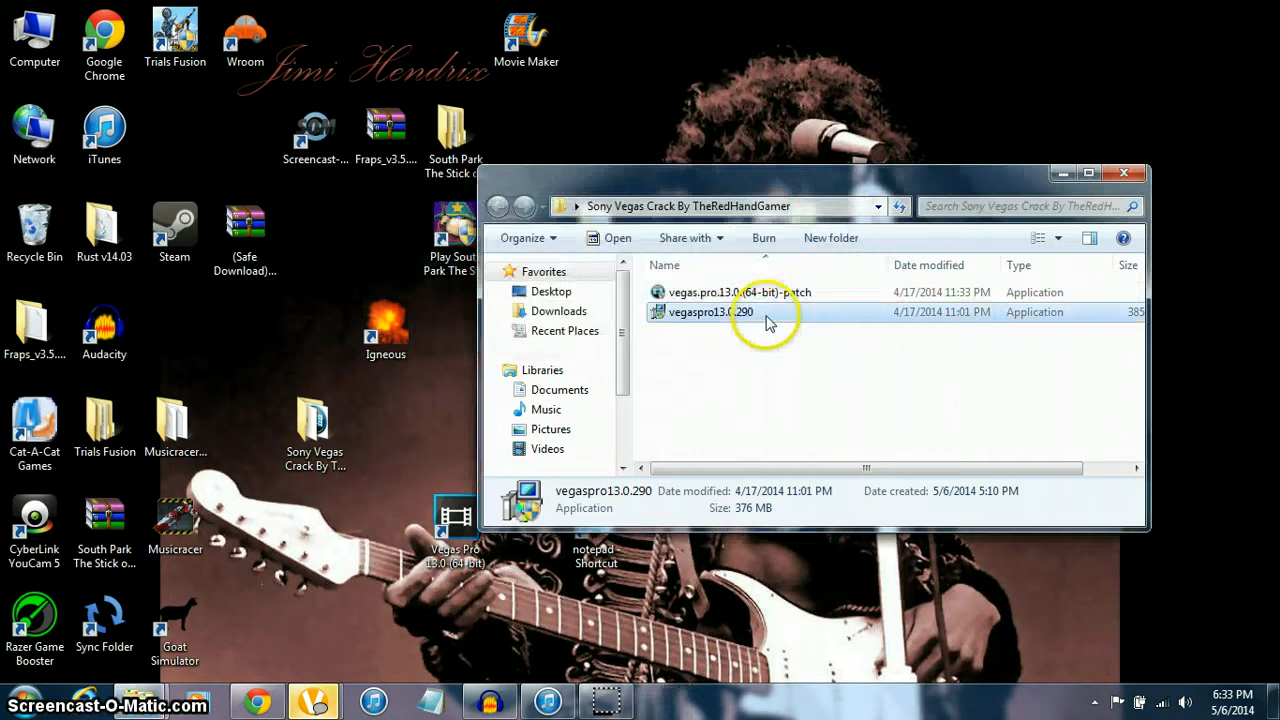 Computer
Google
Chrome
Trials Fusion
Wroom
Jimi Hendrix
Movie Maker
Network
iTunes
Screencast-...
Fraps_v3.5....
South Park
The Stick o...
Recycle Bin
Rust v14.03
Steam
(Safe
Download)...
Play Sout
Park The S
Fraps_v3.5....
Audacity
Igneous
Cat-A-Cat
Games
Trials Fusion
Musicracer...
Sony Vegas
Crack By T...
CyberLink
YouCam 5
South Park
The Stick o...
Musicracer
Vegas Pro
13.0 (64-bit)
notepad -
Shortcut
Razer Game
Booster
Sync Folder
Goat
Simulator
Sony Vegas Crack By TheRedHandGamer
Search Sony Vegas Crack By TheRedH...
Organize
Open
Share with
Burn
New folder
Name
Date modified
Type
Size
vegas.pro.13.0.(64-bit)-patch
4/17/2014 11:33 PM
Application
vegaspro13.0.290
4/17/2014 11:01 PM
Application
385
Favorites
Desktop
Downloads
Recent Places
Libraries
Documents
Music
Pictures
Videos
vegaspro13.0.290 Date modified: 4/17/2014 11:01 PM Date created: 5/6/2014 5:10 PM
Application Size: 376 MB
Screencast-O-Matic.com
6:33 PM
5/6/2014